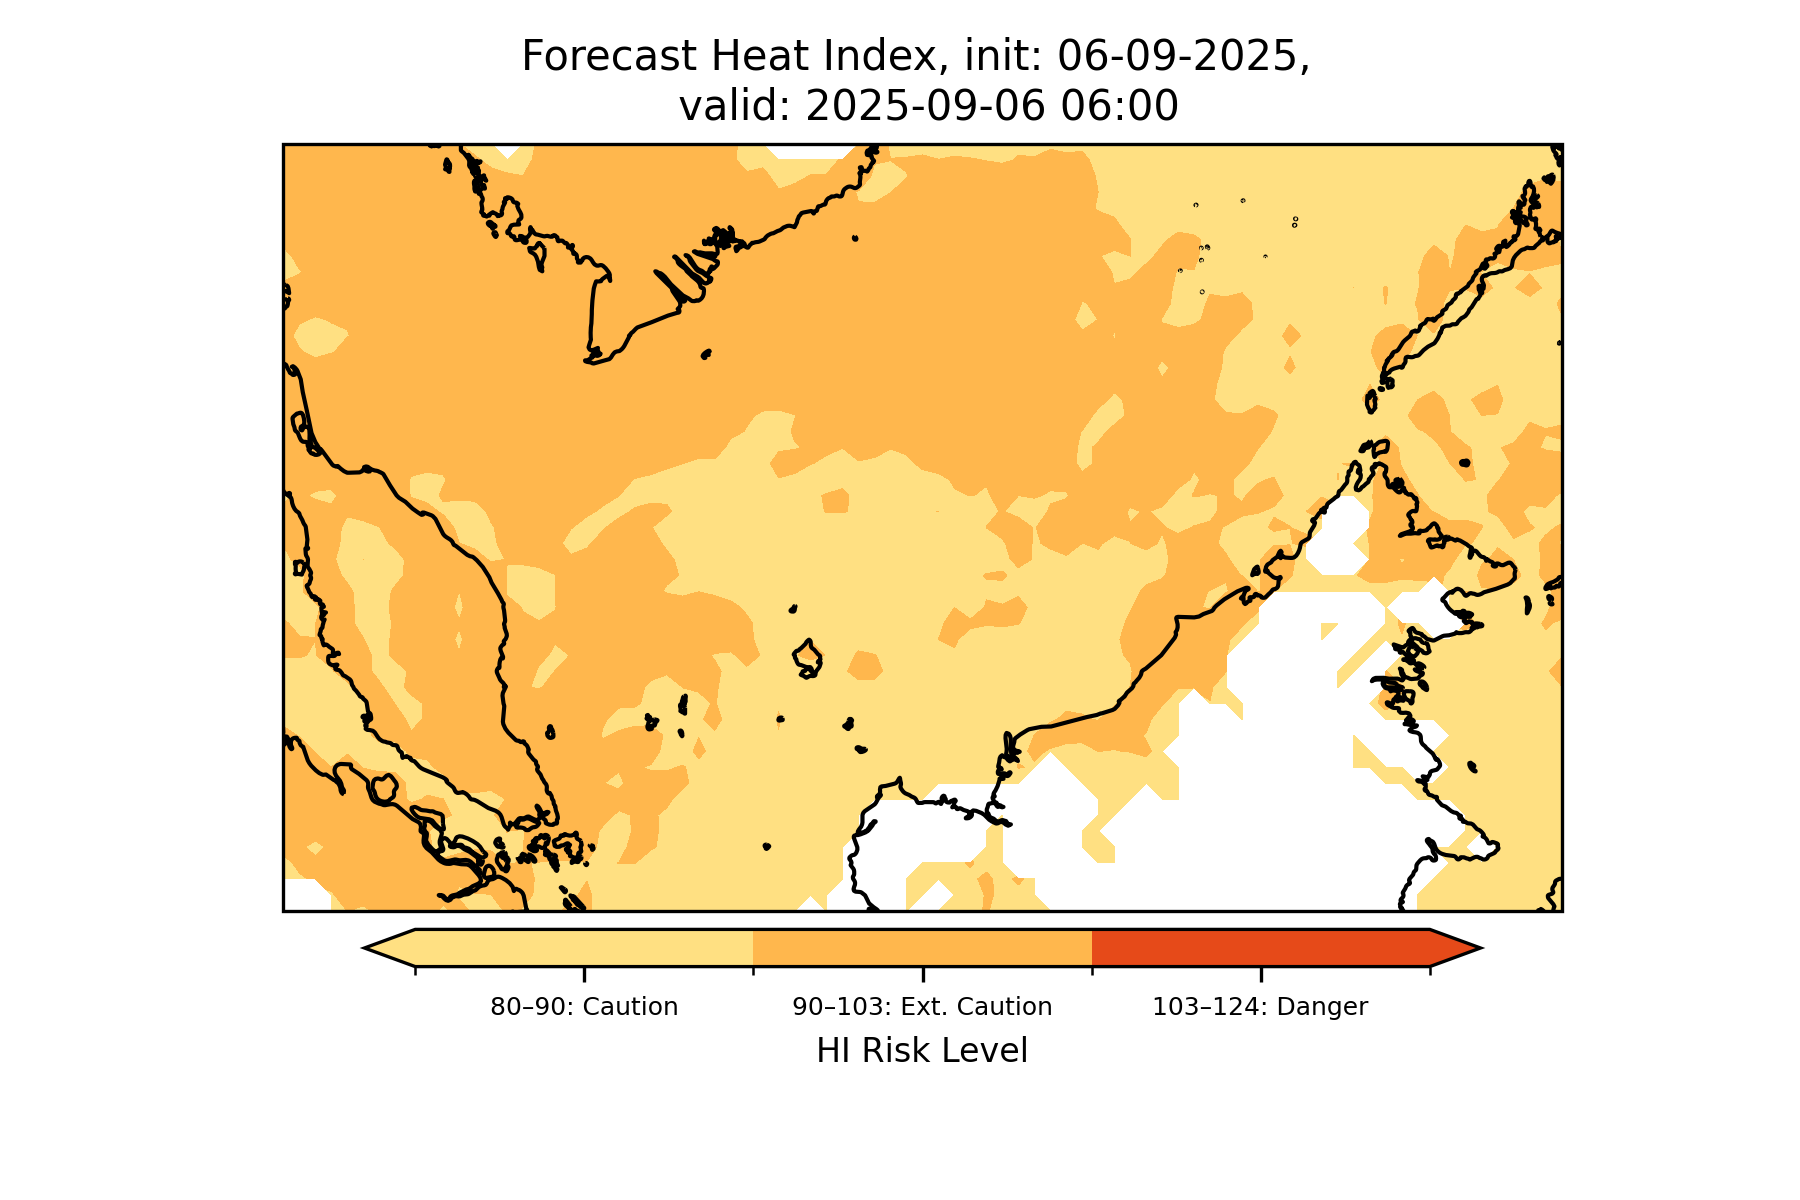 Forecast Heat Index, init: 06-09-2025,
valid: 2025-09-06 06:00
80–90: Caution
90–103: Ext. Caution
103–124: Danger
HI Risk Level